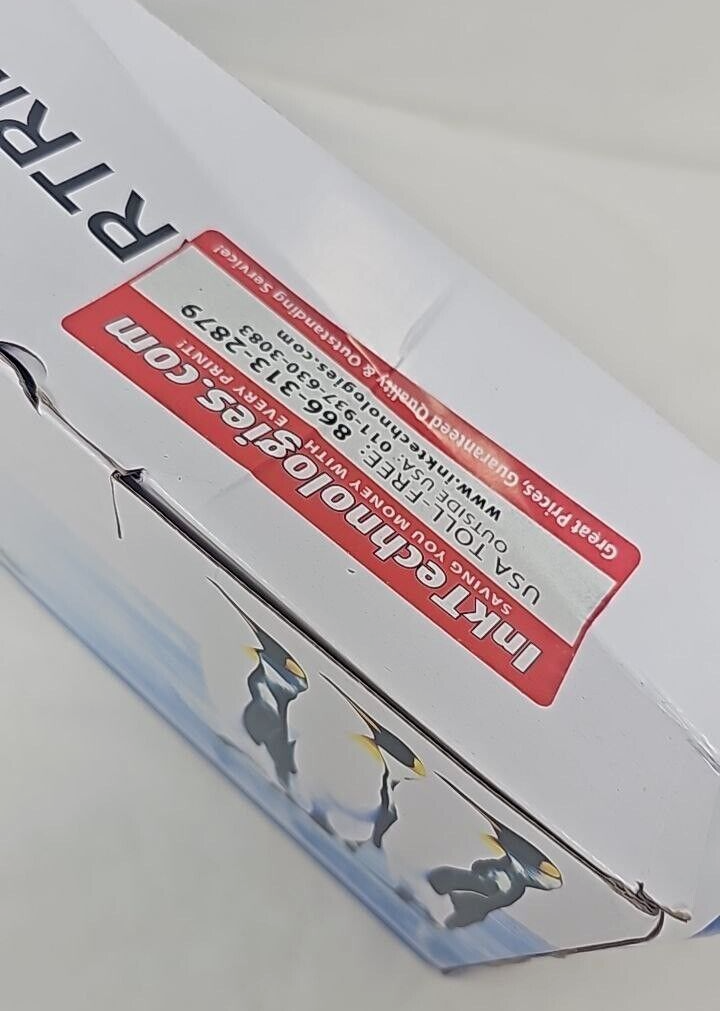 RTRI
InkTechnologies.com
SAVING YOU MONEY WITH EVERY PRINT!
USA TOLL-FREE: 866-313-2879
OUTSIDE USA: 011-937-630-3083
www.inktechnologies.com
Great Prices, Guaranteed Quality & Outstanding Service!